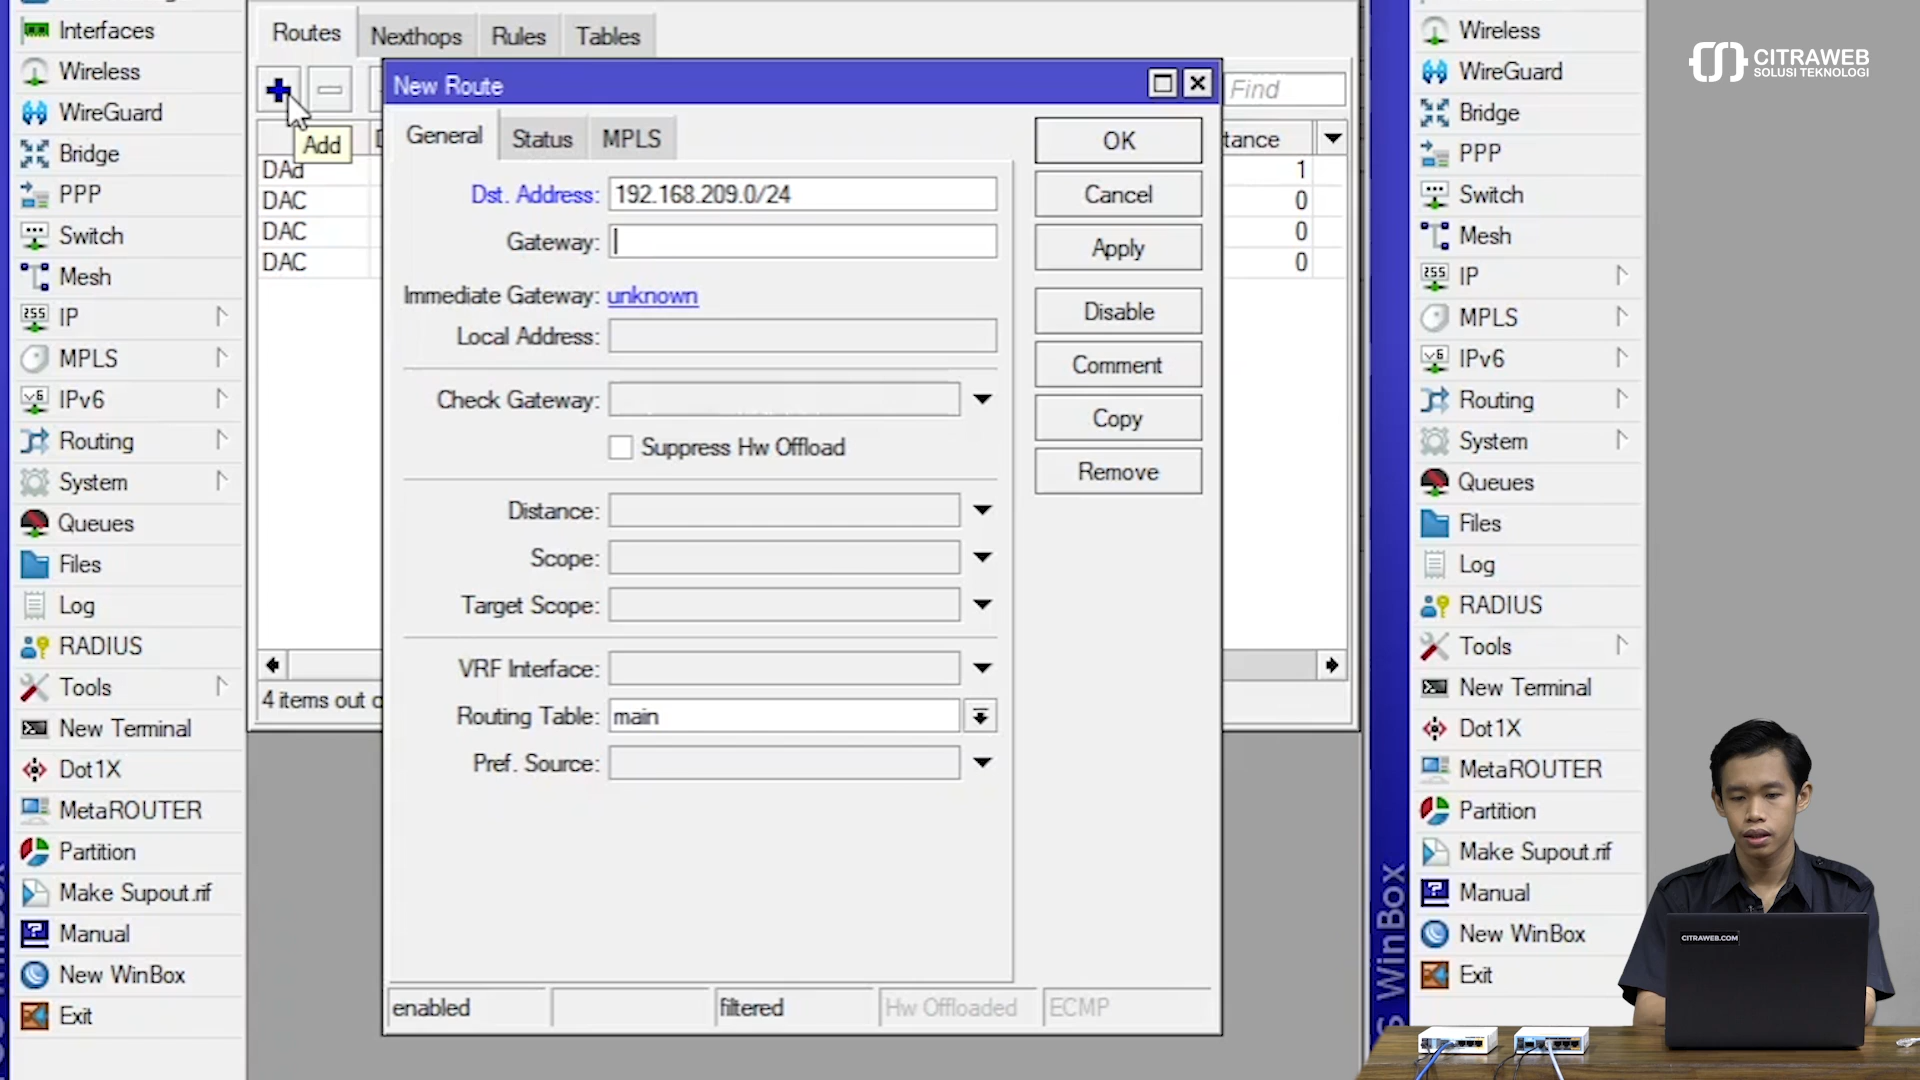 Interfaces
Wireless
WireGuard
Bridge
PPP
Switch
Mesh
IP
MPLS
IPv6
Routing
System
Queues
Files
Log
RADIUS
Tools
New Terminal
Dot1X
MetaROUTER
Partition
Make Supout.rif
Manual
New WinBox
Exit
Routes
Nexthops
Rules
Tables
Find
Add
tance
DAd
1
DAC
0
DAC
0
DAC
0
4 items out
New Route
General
Status
MPLS
Dst. Address: 192.168.209.0/24
Gateway:
Immediate Gateway: unknown
Local Address:
Check Gateway:
Suppress Hw Offload
Distance:
Scope:
Target Scope:
VRF Interface:
Routing Table: main
Pref. Source:
OK
Cancel
Apply
Disable
Comment
Copy
Remove
enabled
filtered
Hw Offloaded
ECMP
WinBox
Wireless
WireGuard
Bridge
PPP
Switch
Mesh
IP
MPLS
IPv6
Routing
System
Queues
Files
Log
RADIUS
Tools
New Terminal
Dot1X
MetaROUTER
Partition
Make Supout.rif
Manual
New WinBox
Exit
CITRAWEB
SOLUSI TEKNOLOGI
CITRAWEB.COM